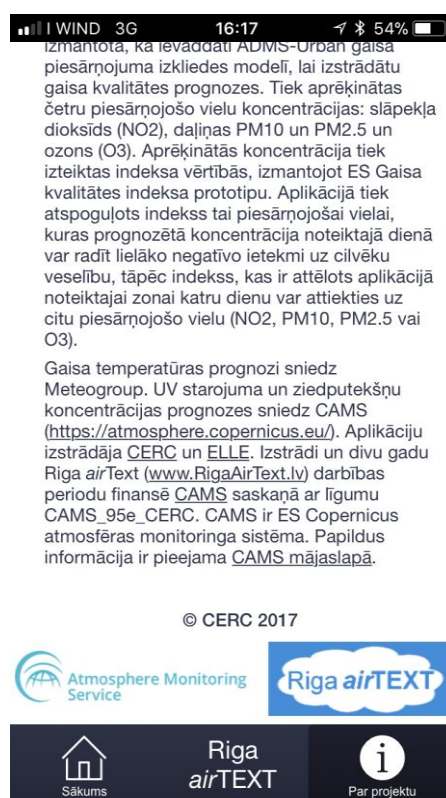 I WIND 3G 16:17 54%
izmantota, kā ievaddati ADMS-Urban gaisa
piesārņojuma izkliedes modelī, lai izstrādātu
gaisa kvalitātes prognozes. Tiek aprēķinātas
četru piesārņojošo vielu koncentrācijas: slāpekļa
dioksīds (NO2), daļiņas PM10 un PM2.5 un
ozons (O3). Aprēķinātās koncentrācija tiek
izteiktas indeksa vērtībās, izmantojot ES Gaisa
kvalitātes indeksa prototipu. Aplikācijā tiek
atspoguļots indekss tai piesārņojošai vielai,
kuras prognozētā koncentrācija noteiktajā dienā
var radīt lielāko negatīvo ietekmi uz cilvēku
veselību, tāpēc indekss, kas ir attēlots aplikācijā
noteiktajai zonai katru dienu var attiekties uz
citu piesārņojošo vielu (NO2, PM10, PM2.5 vai
O3).
Gaisa temperatūras prognozi sniedz
Meteogroup. UV starojuma un ziedputekšņu
koncentrācijas prognozes sniedz CAMS
(https://atmosphere.copernicus.eu/). Aplikāciju
izstrādāja CERC un ELLE. Izstrādi un divu gadu
Riga airText (www.RigaAirText.lv) darbības
periodu finansē CAMS saskaņā ar līgumu
CAMS_95e_CERC. CAMS ir ES Copernicus
atmosfēras monitoringa sistēma. Papildus
informācija ir pieejama CAMS mājaslapā.
© CERC 2017
Atmosphere Monitoring
Service
Riga airTEXT
Sākums
Riga
airTEXT
i
Par projektu